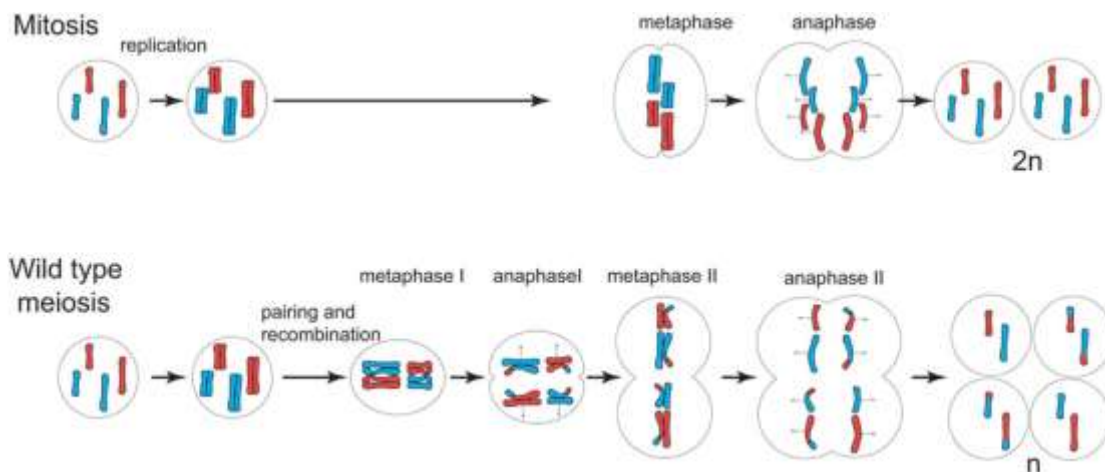 Mitosis
replication
metaphase
anaphase
2n
Wild type
meiosis
pairing and
recombination
metaphase I
anaphaseI
metaphase II
anaphase II
n